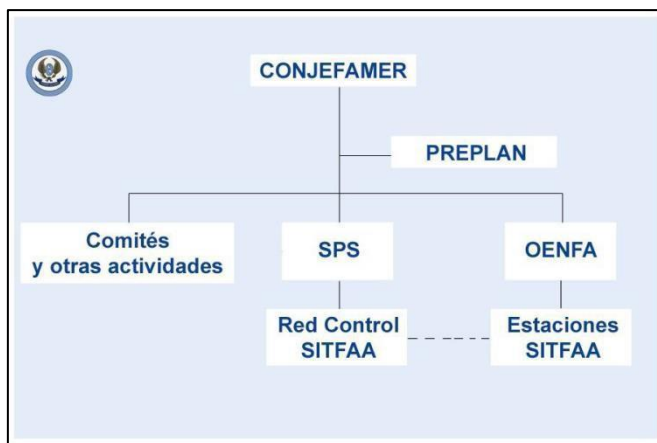 CONJEFAMER
PREPLAN
Comités
y otras actividades
SPS
OENFA
Red Control
SITFAA
Estaciones
SITFAA